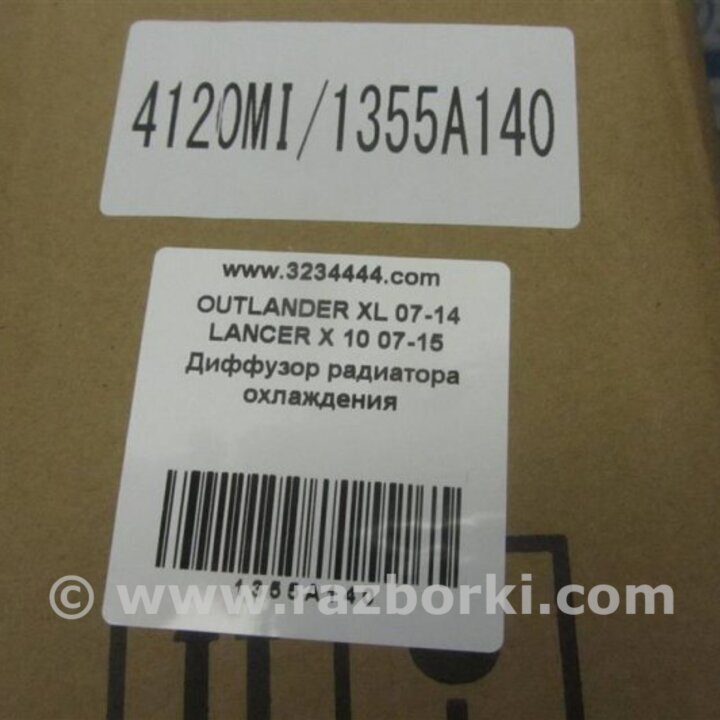 4120MI/1355A140
www.3234444.com
OUTLANDER XL 07-14
LANCER X 10 07-15
Диффузор радиатора
охлаждения
1355A140
© www.razborki.com